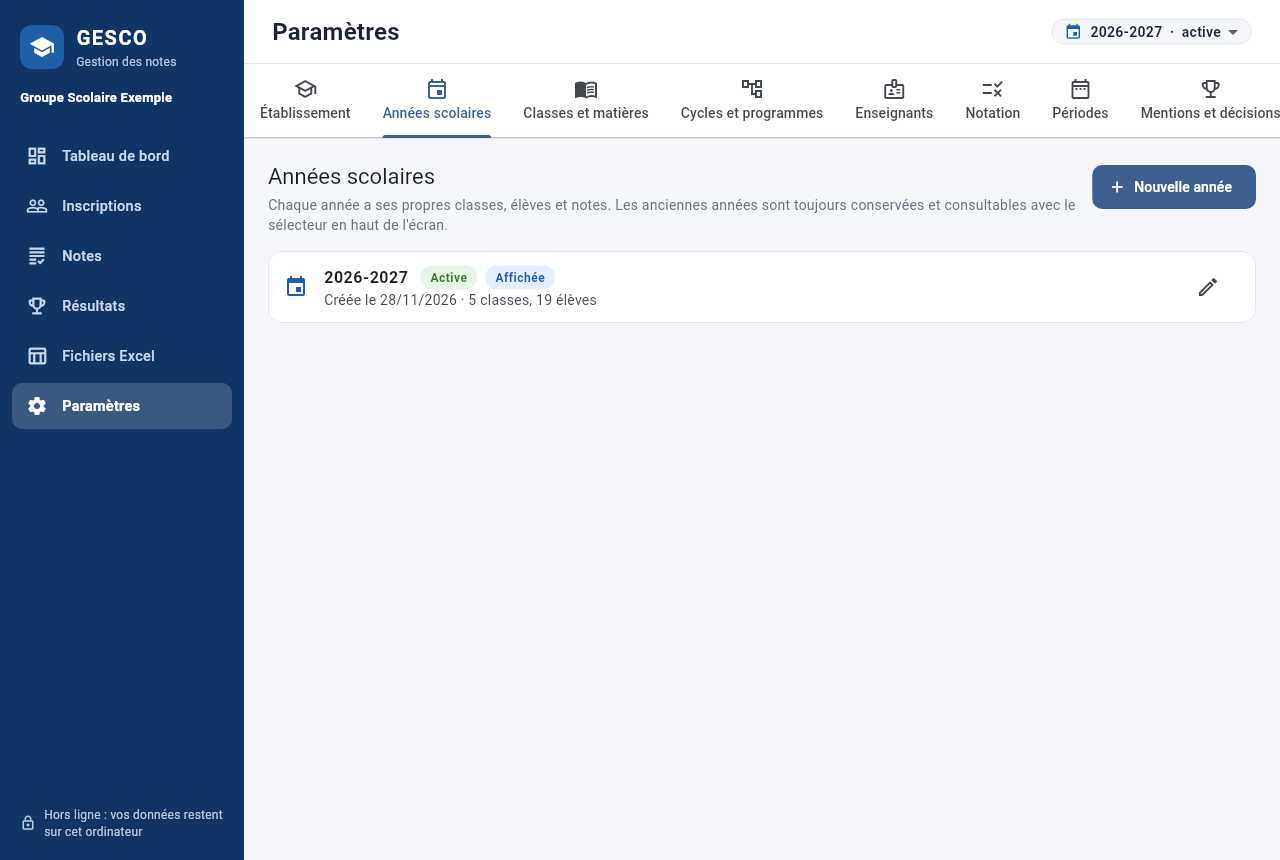 GESCO
Gestion des notes
Groupe Scolaire Exemple
Tableau de bord
Inscriptions
Notes
Résultats
Fichiers Excel
Paramètres
Hors ligne : vos données restent
sur cet ordinateur
Paramètres
2026-2027 · active
Établissement
Années scolaires
Classes et matières
Cycles et programmes
Enseignants
Notation
Périodes
Mentions et décisions
Années scolaires
Chaque année a ses propres classes, élèves et notes. Les anciennes années sont toujours conservées et consultables avec le
sélecteur en haut de l'écran.
Nouvelle année
2026-2027 Active Affichée
Créée le 28/11/2026 · 5 classes, 19 élèves